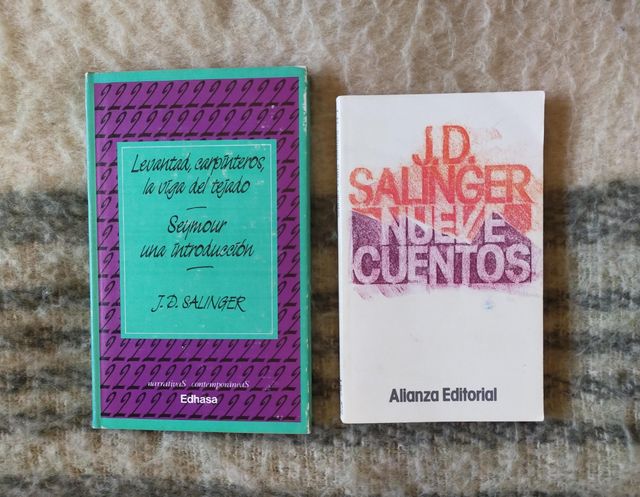 Levantad, carpinteros,
la viga del tejado
Seymour
una introducción
J. D. SALINGER
narrativaS contemporáneaS
Edhasa
J.D.
SALINGER
NUEVE
CUENTOS
Alianza Editorial